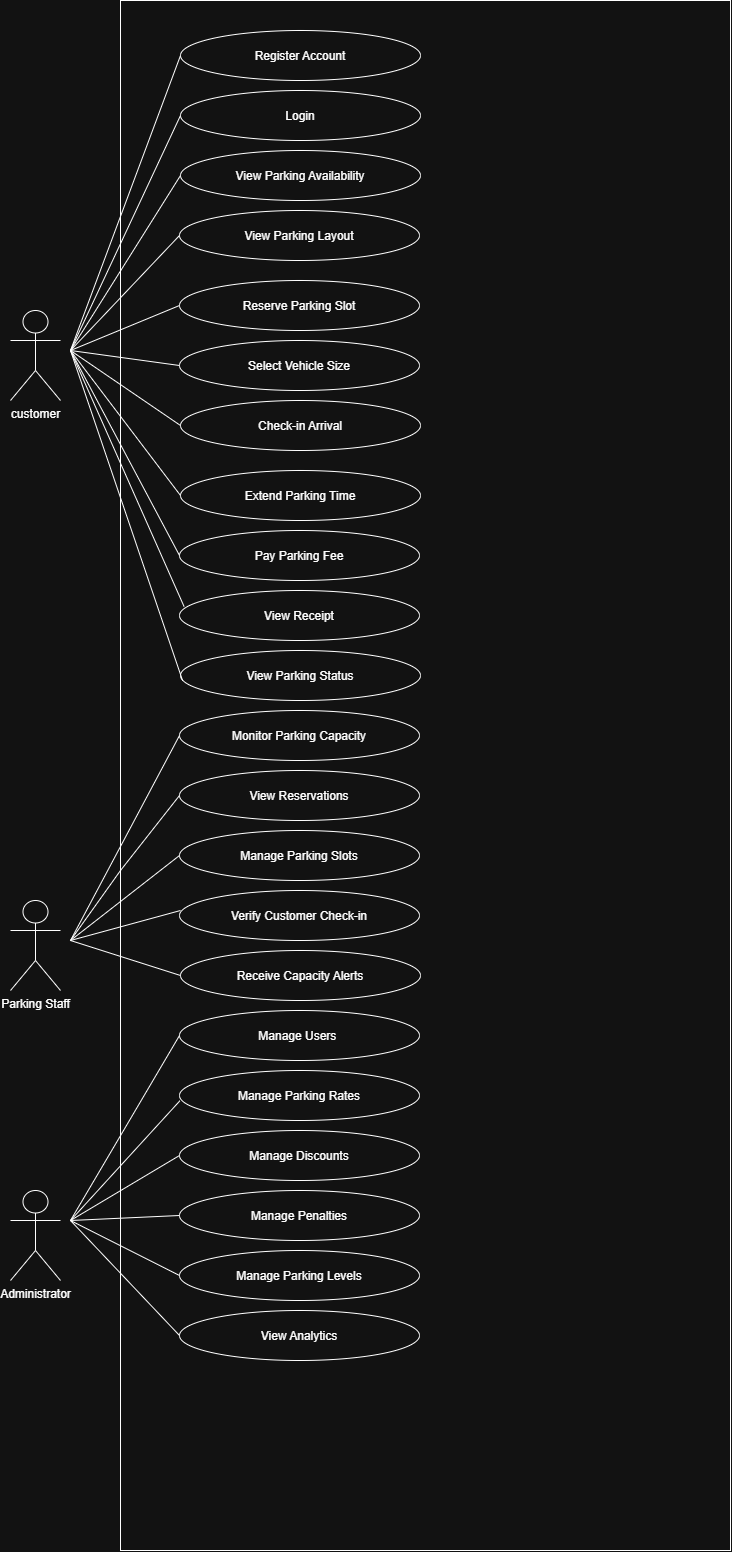 Register Account
Login
View Parking Availability
View Parking Layout
Reserve Parking Slot
Select Vehicle Size
Check-in Arrival
customer
Extend Parking Time
Pay Parking Fee
View Receipt
View Parking Status
Monitor Parking Capacity
View Reservations
Manage Parking Slots
Verify Customer Check-in
Receive Capacity Alerts
Parking Staff
Manage Users
Manage Parking Rates
Manage Discounts
Manage Penalties
Manage Parking Levels
Administrator
View Analytics